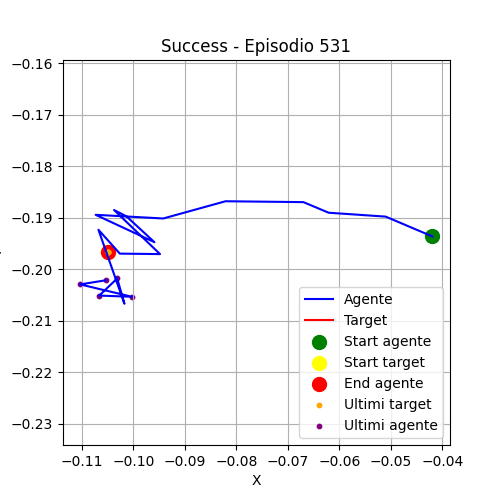 Success - Episodio 531
−0.16
−0.17
−0.18
−0.19
−0.20
−0.21
−0.22
−0.23
Agente
Target
Start agente
Start target
End agente
Ultimi target
Ultimi agente
−0.11 −0.10 −0.09 −0.08 −0.07 −0.06 −0.05 −0.04
X